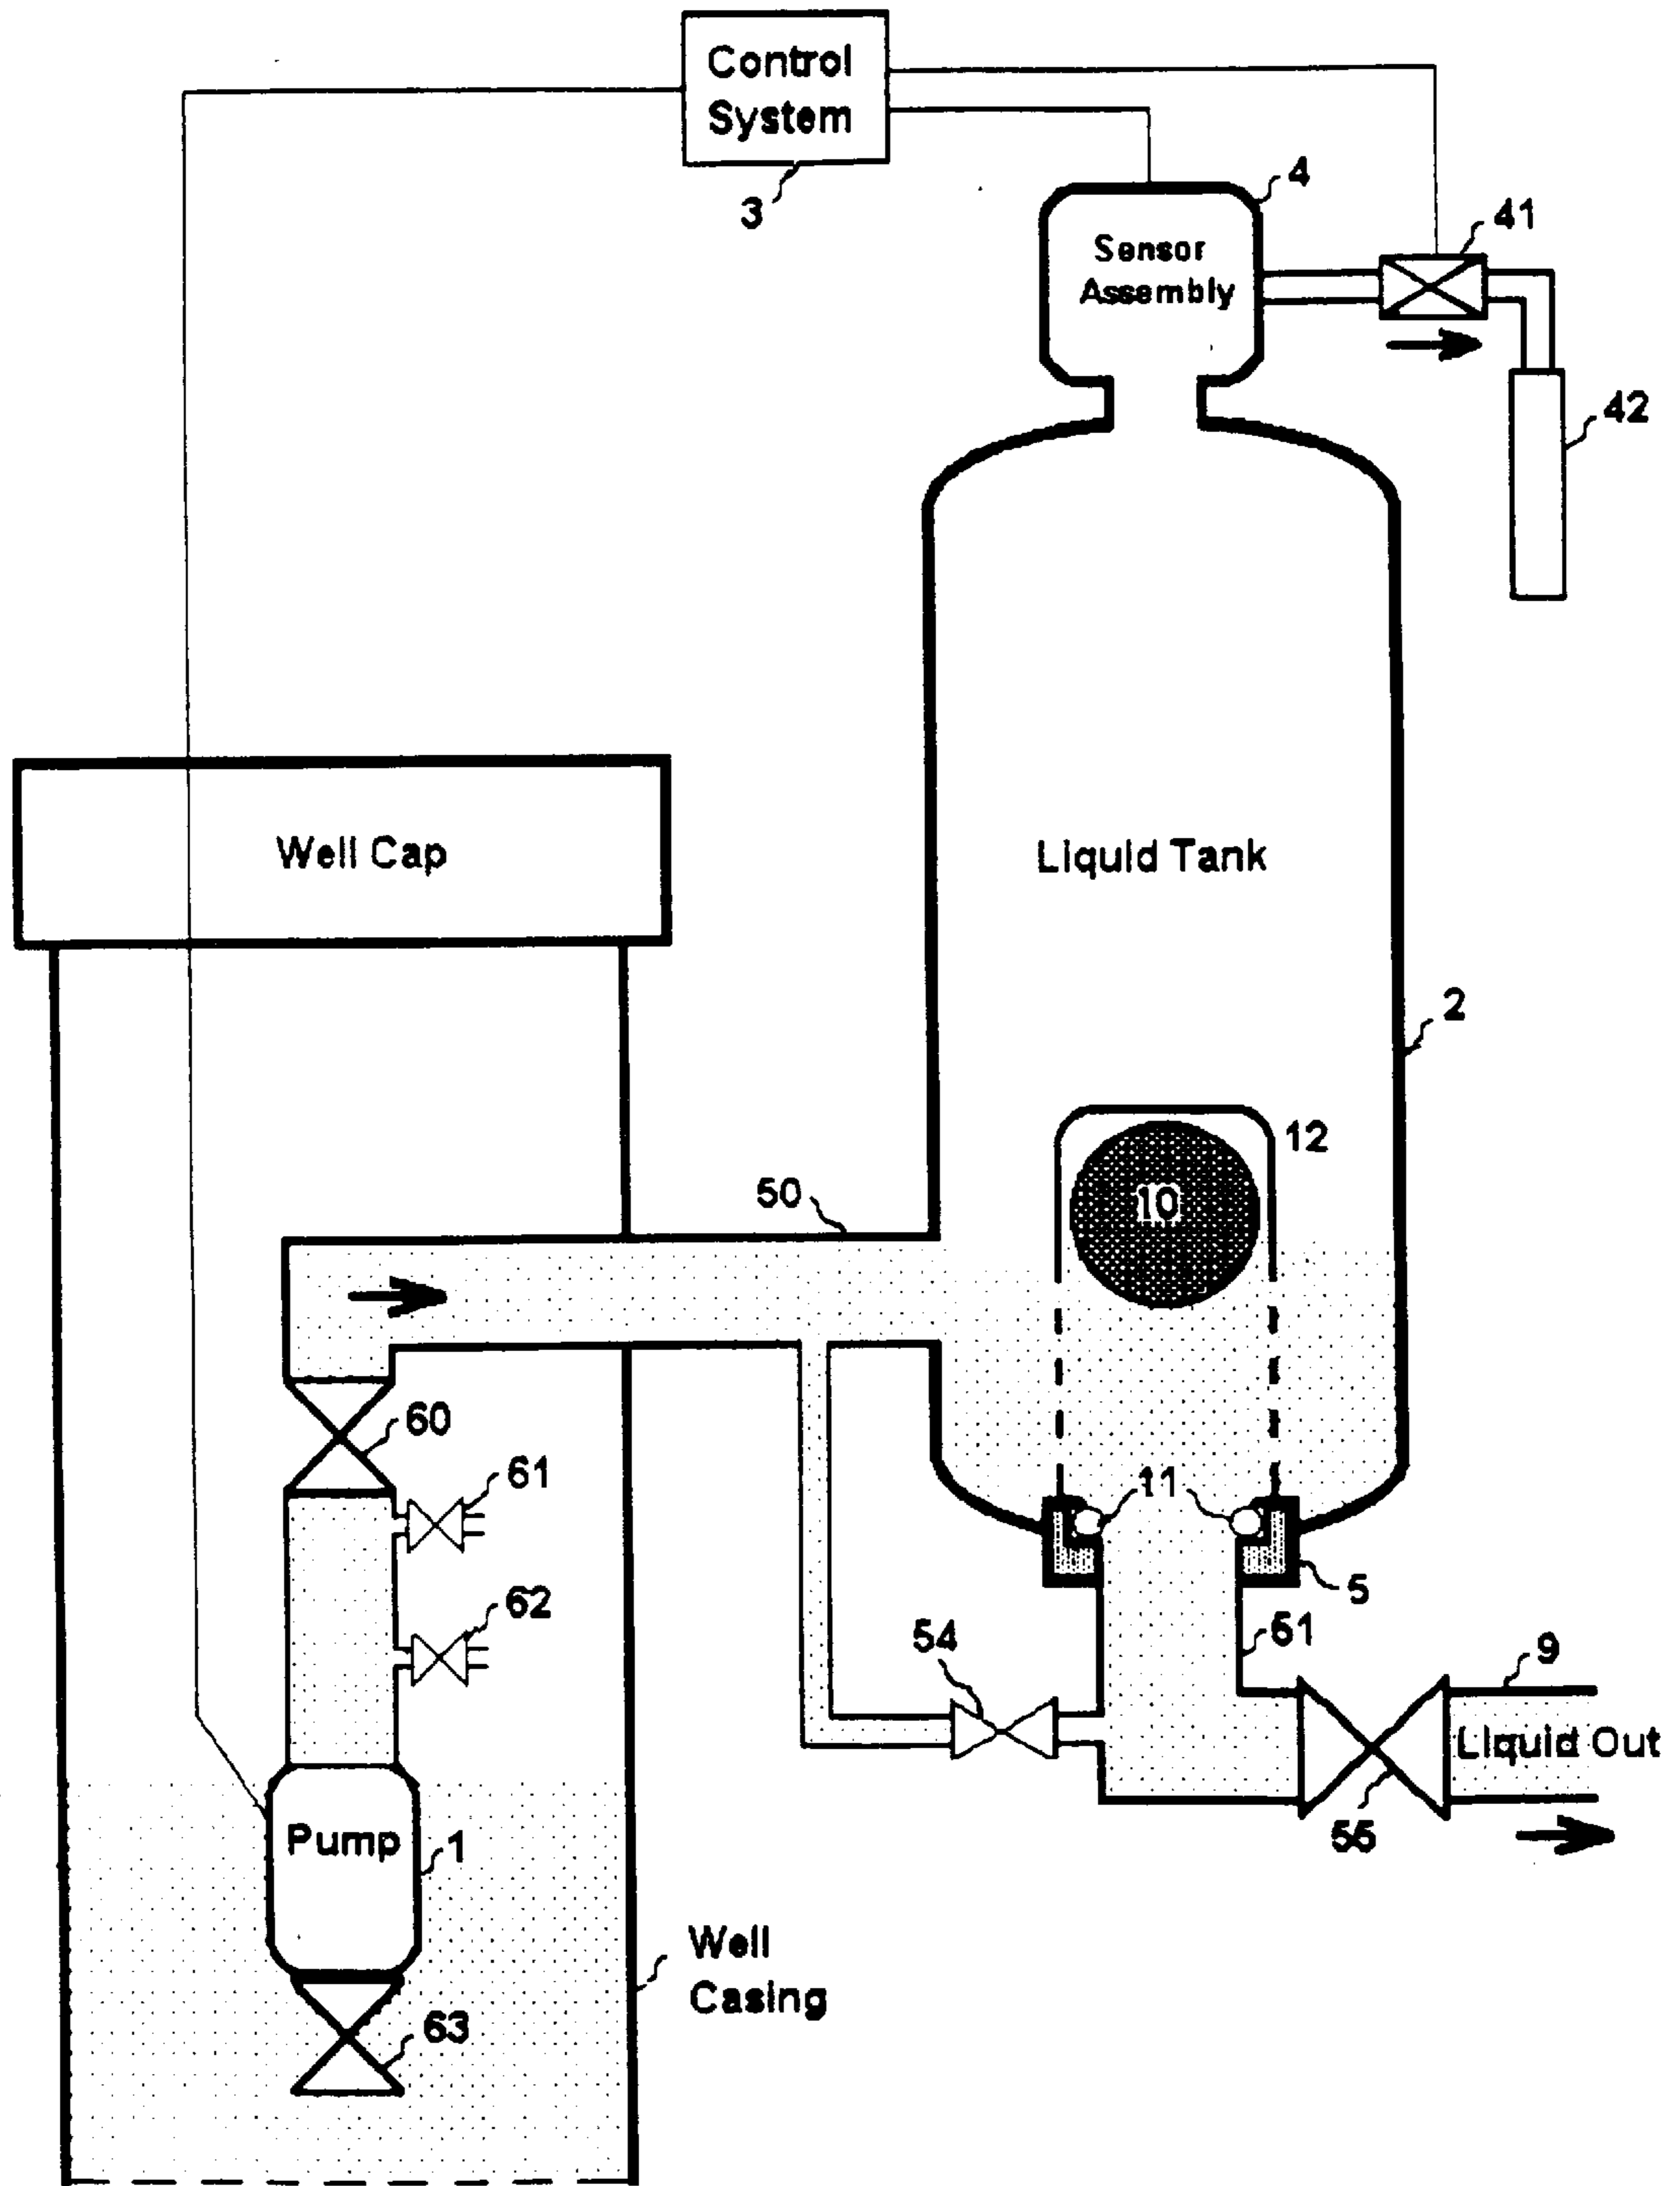 Control
System
3
4
41
Sensor
Assembly
42
Well Cap
Liquid Tank
2
12
10
50
60
61
11
62
5
54
51
9
Liquid Out
55
Pump
1
Well
Casing
63